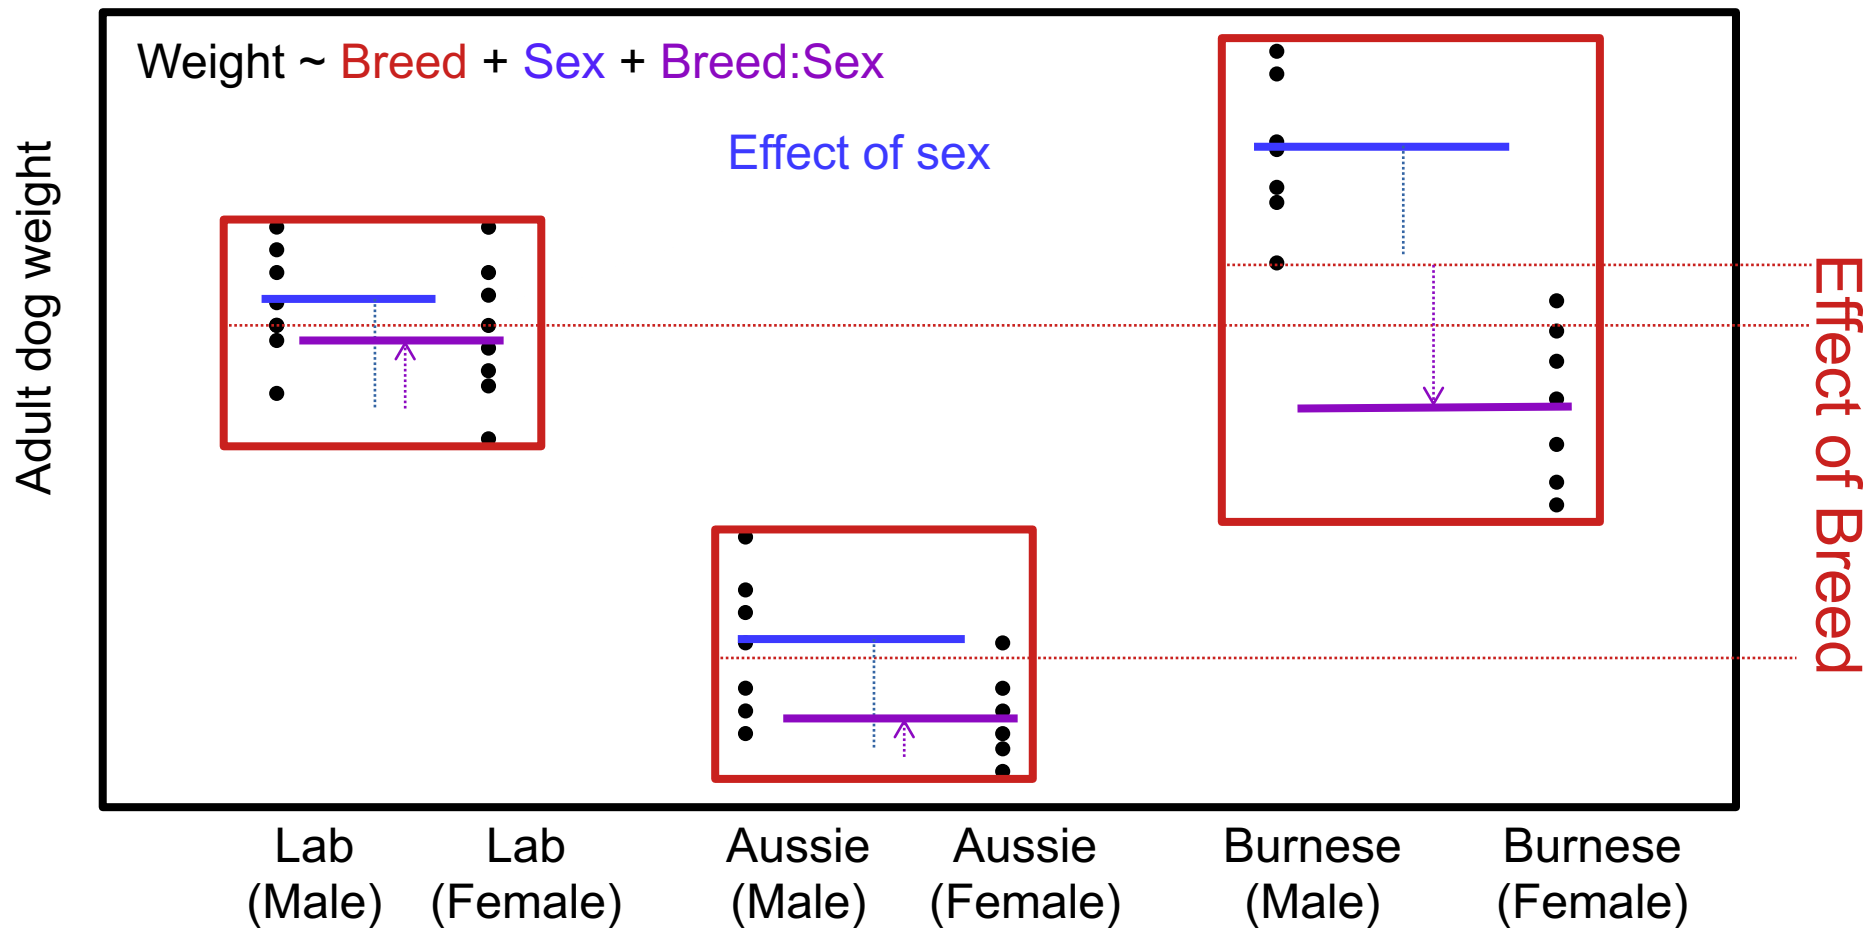 Weight ~ Breed + Sex + Breed:Sex
Effect of sex
Adult dog weight
Effect of Breed
Lab (Male)
Lab (Female)
Aussie (Male)
Aussie (Female)
Burnese (Male)
Burnese (Female)